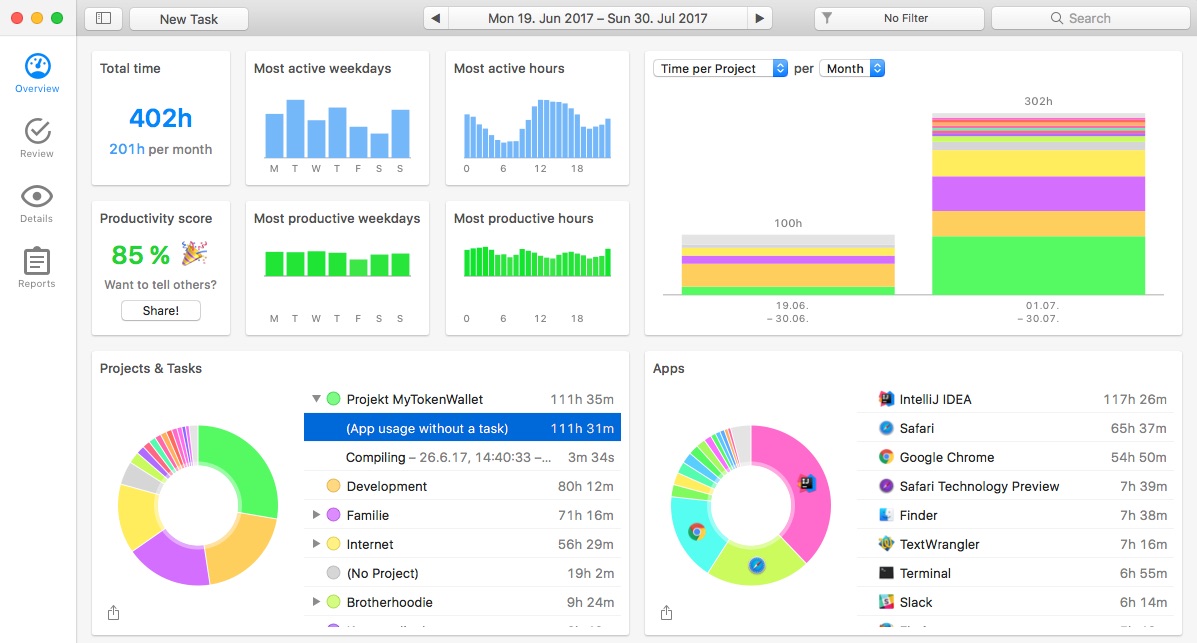 New Task
Mon 19. Jun 2017 – Sun 30. Jul 2017
No Filter
Search
Overview
Review
Details
Reports
Total time
402h
201h per month
Most active weekdays
M T W T F S S
Most active hours
0 6 12 18
Time per Project per Month
302h
100h
19.06.
– 30.06.
01.07.
– 30.07.
Productivity score
85 %
Want to tell others?
Share!
Most productive weekdays
M T W T F S S
Most productive hours
0 6 12 18
Projects & Tasks
Projekt MyTokenWallet 111h 35m
(App usage without a task) 111h 31m
Compiling – 26.6.17, 14:40:33 –... 3m 34s
Development 80h 12m
Familie 71h 16m
Internet 56h 29m
(No Project) 19h 2m
Brotherhoodie 9h 24m
Apps
IntelliJ IDEA 117h 26m
Safari 65h 37m
Google Chrome 54h 50m
Safari Technology Preview 7h 39m
Finder 7h 38m
TextWrangler 7h 16m
Terminal 6h 55m
Slack 6h 14m